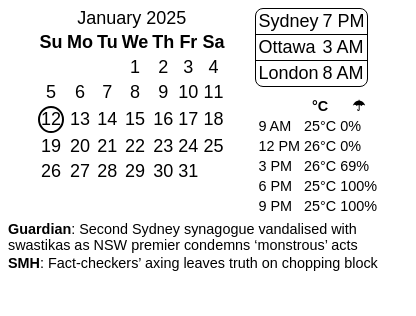 January 2025
Su Mo Tu We Th Fr Sa
1 2 3 4
5 6 7 8 9 10 11
12 13 14 15 16 17 18
19 20 21 22 23 24 25
26 27 28 29 30 31
Sydney 7 PM
Ottawa 3 AM
London 8 AM
°C ☂
9 AM 25°C 0%
12 PM 26°C 0%
3 PM 26°C 69%
6 PM 25°C 100%
9 PM 25°C 100%
Guardian: Second Sydney synagogue vandalised with
swastikas as NSW premier condemns ‘monstrous’ acts
SMH: Fact-checkers’ axing leaves truth on chopping block